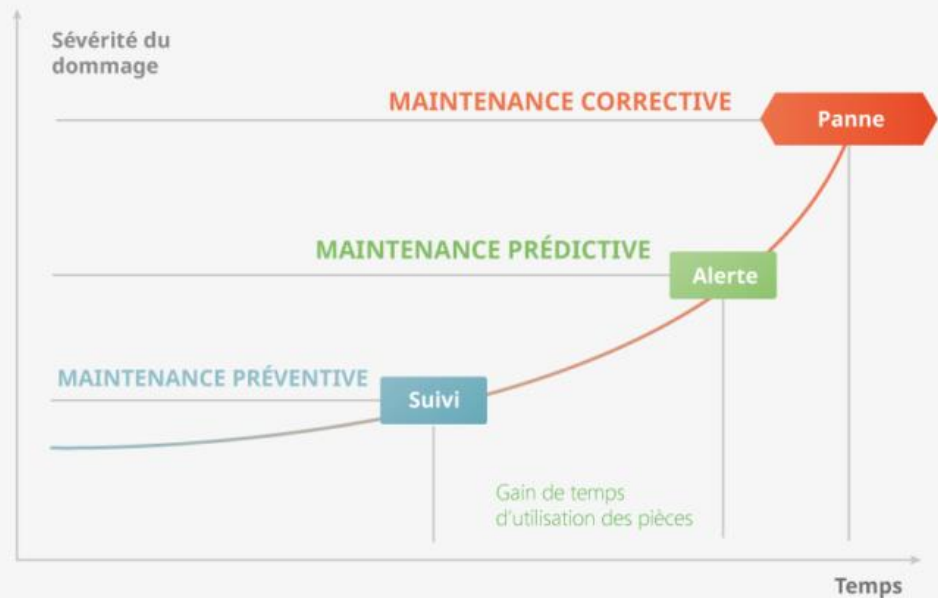 Sévérité du
dommage
MAINTENANCE CORRECTIVE
Panne
MAINTENANCE PRÉDICTIVE
Alerte
MAINTENANCE PRÉVENTIVE
Suivi
Gain de temps
d'utilisation des pièces
Temps